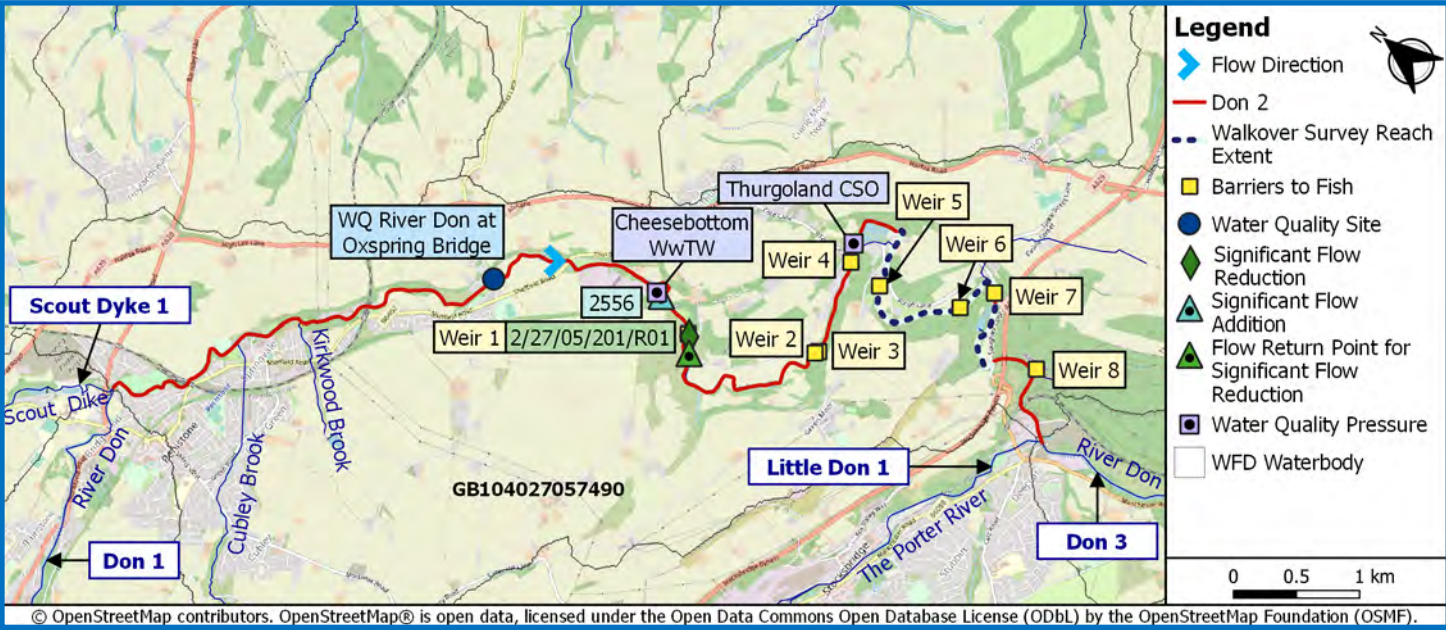 WQ River Don at
Oxspring Bridge
Cheesebottom
WwTW
Thurgoland CSO
Weir 5
Weir 6
Weir 4
Weir 7
Scout Dyke 1
2556
Weir 1
2/27/05/201/R01
Weir 2
Weir 3
Weir 8
Scout Dike
River Don
Cubley Brook
Kirkwood Brook
Penistone
Cubley
GB104027057490
Little Don 1
The Porter River
River Don
Stocksbridge
Don 1
Don 3
Legend
N
Flow Direction
Don 2
Walkover Survey Reach
Extent
Barriers to Fish
Water Quality Site
Significant Flow
Reduction
Significant Flow
Addition
Flow Return Point for
Significant Flow
Reduction
Water Quality Pressure
WFD Waterbody
0 0.5 1 km
© OpenStreetMap contributors. OpenStreetMap® is open data, licensed under the Open Data Commons Open Database License (ODbL) by the OpenStreetMap Foundation (OSMF).